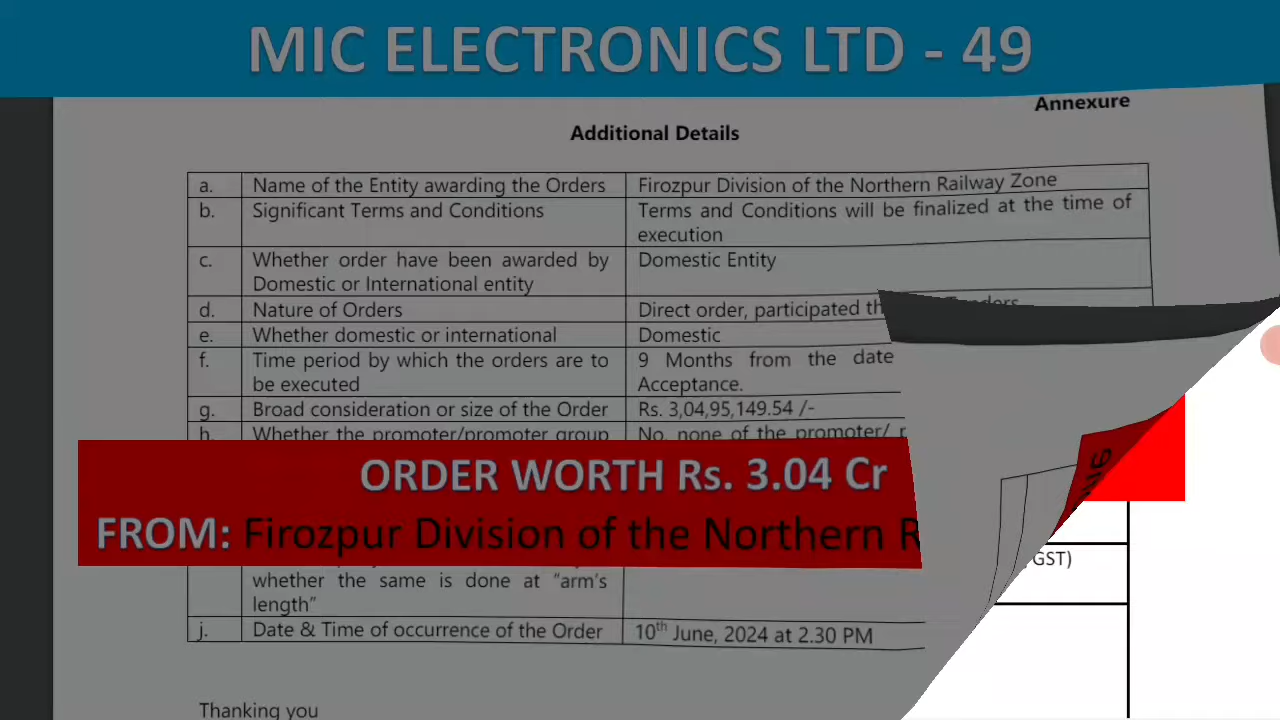 MIC ELECTRONICS LTD - 49
Annexure
Additional Details
a. Name of the Entity awarding the Orders Firozpur Division of the Northern Railway Zone
b. Significant Terms and Conditions Terms and Conditions will be finalized at the time of
execution
c. Whether order have been awarded by Domestic Entity
Domestic or International entity
d. Nature of Orders Direct order, participated
e. Whether domestic or international Domestic
f. Time period by which the orders are to 9 Months from the date
be executed Acceptance.
g. Broad consideration or size of the Order Rs. 3,04,95,149.54 /-
h. Whether the promoter/promoter group No, none of the promoter/
ORDER WORTH Rs. 3.04 Cr
FROM: Firozpur Division of the Northern
GST)
whether the same is done at "arm's
length"
j. Date & Time of occurrence of the Order 10th June, 2024 at 2.30 PM
Thanking you